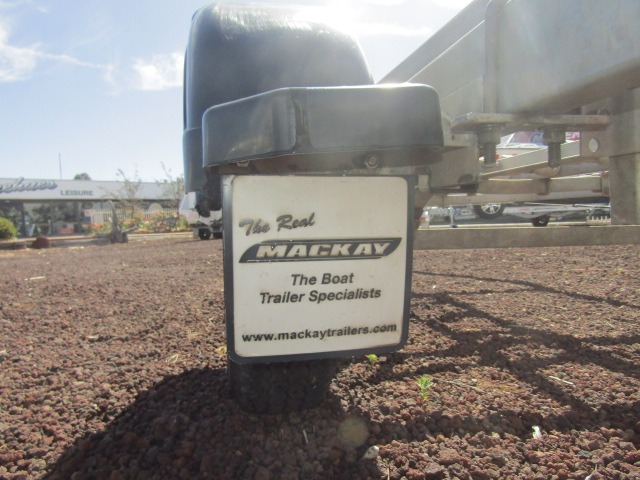 LEISURE
The Real
MACKAY
The Boat
Trailer Specialists
www.mackaytrailers.com